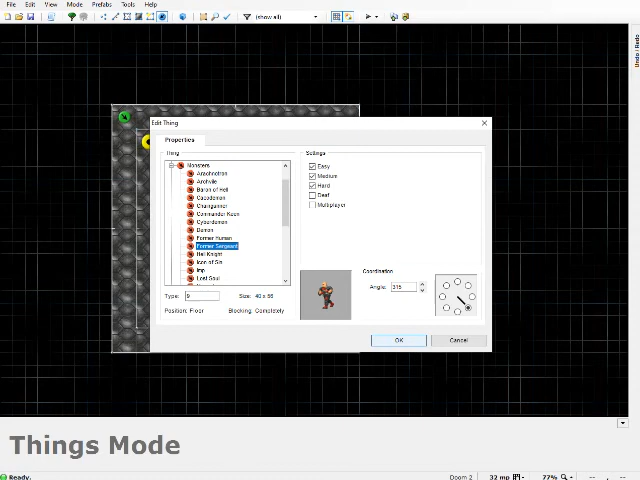 File Edit View Mode Prefabs Tools Help
(show all)
Undo / Redo
Edit Thing
Properties
Thing
Settings
Monsters
Arachnotron
Archvile
Baron of Hell
Cacodemon
Chaingunner
Commander Keen
Cyberdemon
Demon
Former Human
Former Sergeant
Hell Knight
Icon of Sin
Imp
Lost Soul
Easy
Medium
Hard
Deaf
Multiplayer
Coordination
Angle: 315
Type: 9 Size: 40 x 56
Position: Floor Blocking: Completely
OK Cancel
Things Mode
Ready. Doom 2 32 mp 77% -- , --